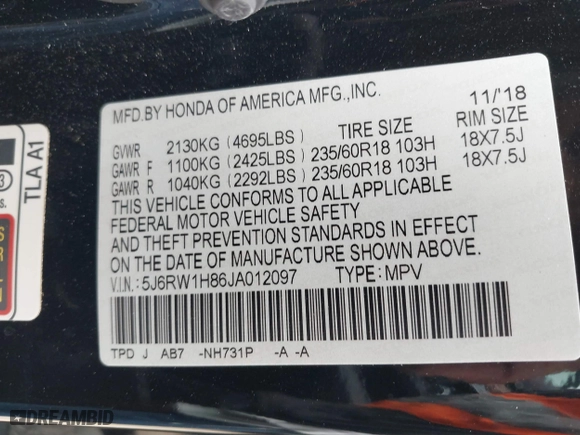 MFD.BY HONDA OF AMERICA MFG.,INC. 11/'18
GVWR 2130KG (4695LBS) TIRE SIZE RIM SIZE
GAWR F 1100KG (2425LBS) 235/60R18 103H 18X7.5J
GAWR R 1040KG (2292LBS) 235/60R18 103H 18X7.5J
THIS VEHICLE CONFORMS TO ALL APPLICABLE
FEDERAL MOTOR VEHICLE SAFETY
AND THEFT PREVENTION STANDARDS IN EFFECT
ON THE DATE OF MANUFACTURE SHOWN ABOVE.
V.I.N.: 5J6RW1H86JA012097 TYPE: MPV
TPD J AB7 -NH731P -A -A
TLA A1
DREAMBID